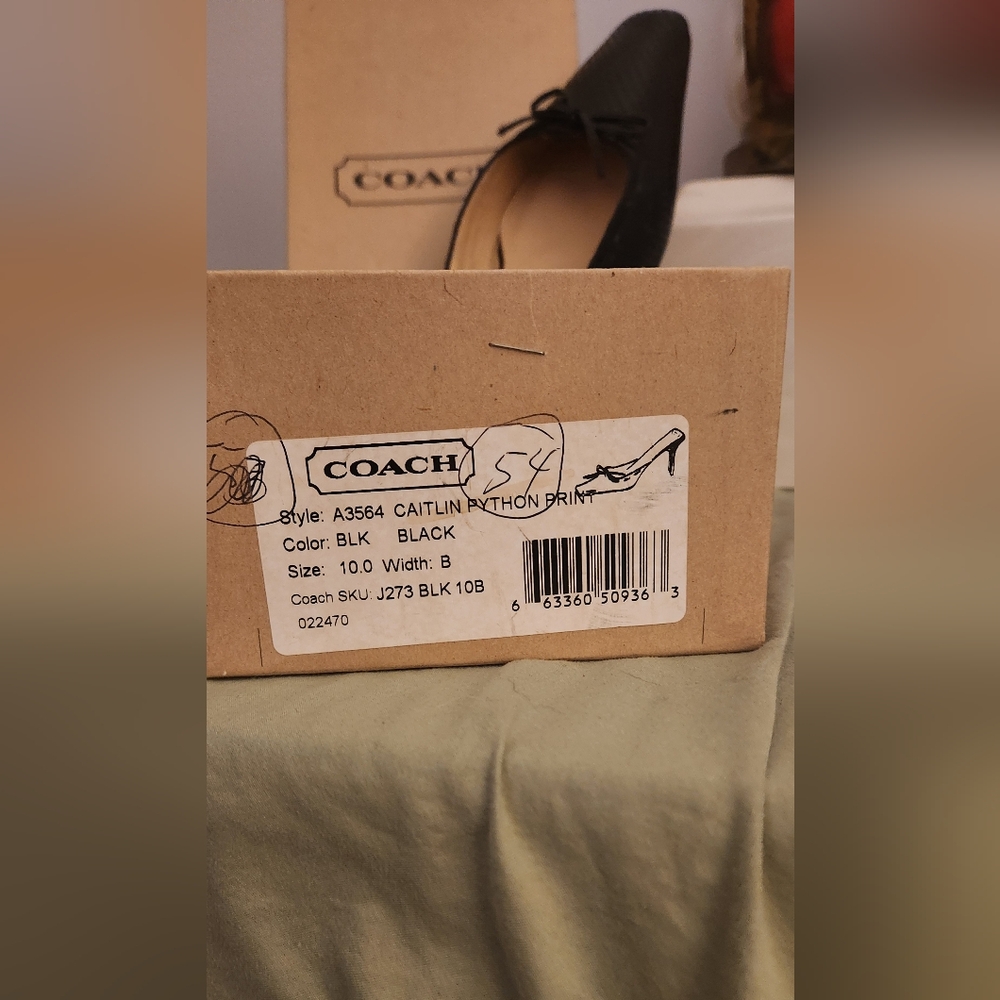 COACH
COACH 54
Style: A3564 CAITLIN PYTHON PRINT
Color: BLK BLACK
Size: 10.0 Width: B
Coach SKU: J273 BLK 10B
022470
6 63360 50936 3